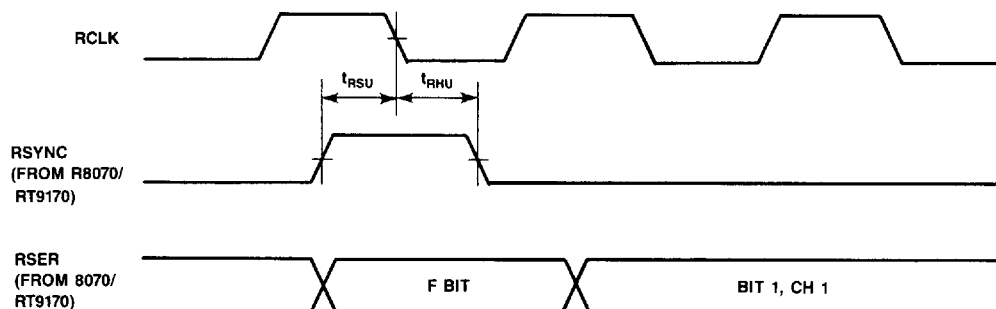 RCLK
tRSU
tRHU
RSYNC
(FROM R8070/
RT9170)
RSER
(FROM 8070/
RT9170)
F BIT
BIT 1, CH 1